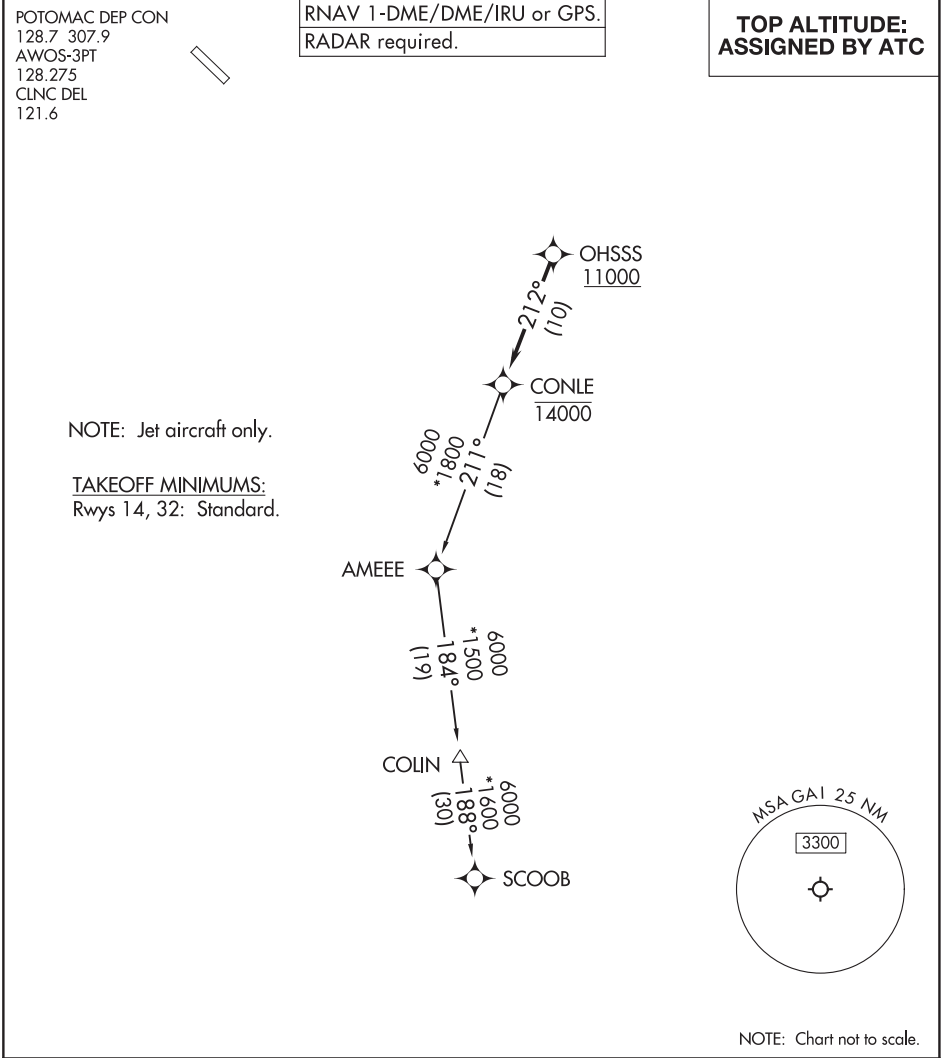 POTOMAC DEP CON
128.7 307.9
AWOS-3PT
128.275
CLNC DEL
121.6
RNAV 1-DME/DME/IRU or GPS.
RADAR required.
TOP ALTITUDE:
ASSIGNED BY ATC
OHSSS
11000
212°
(10)
CONLE
14000
NOTE: Jet aircraft only.
TAKEOFF MINIMUMS:
Rwys 14, 32: Standard.
6000
*1800
211°
(18)
AMEEE
6000
*1500
184°
(19)
COLIN
6000
*1600
188°
(30)
SCOOB
MSA GAI 25 NM
3300
NOTE: Chart not to scale.